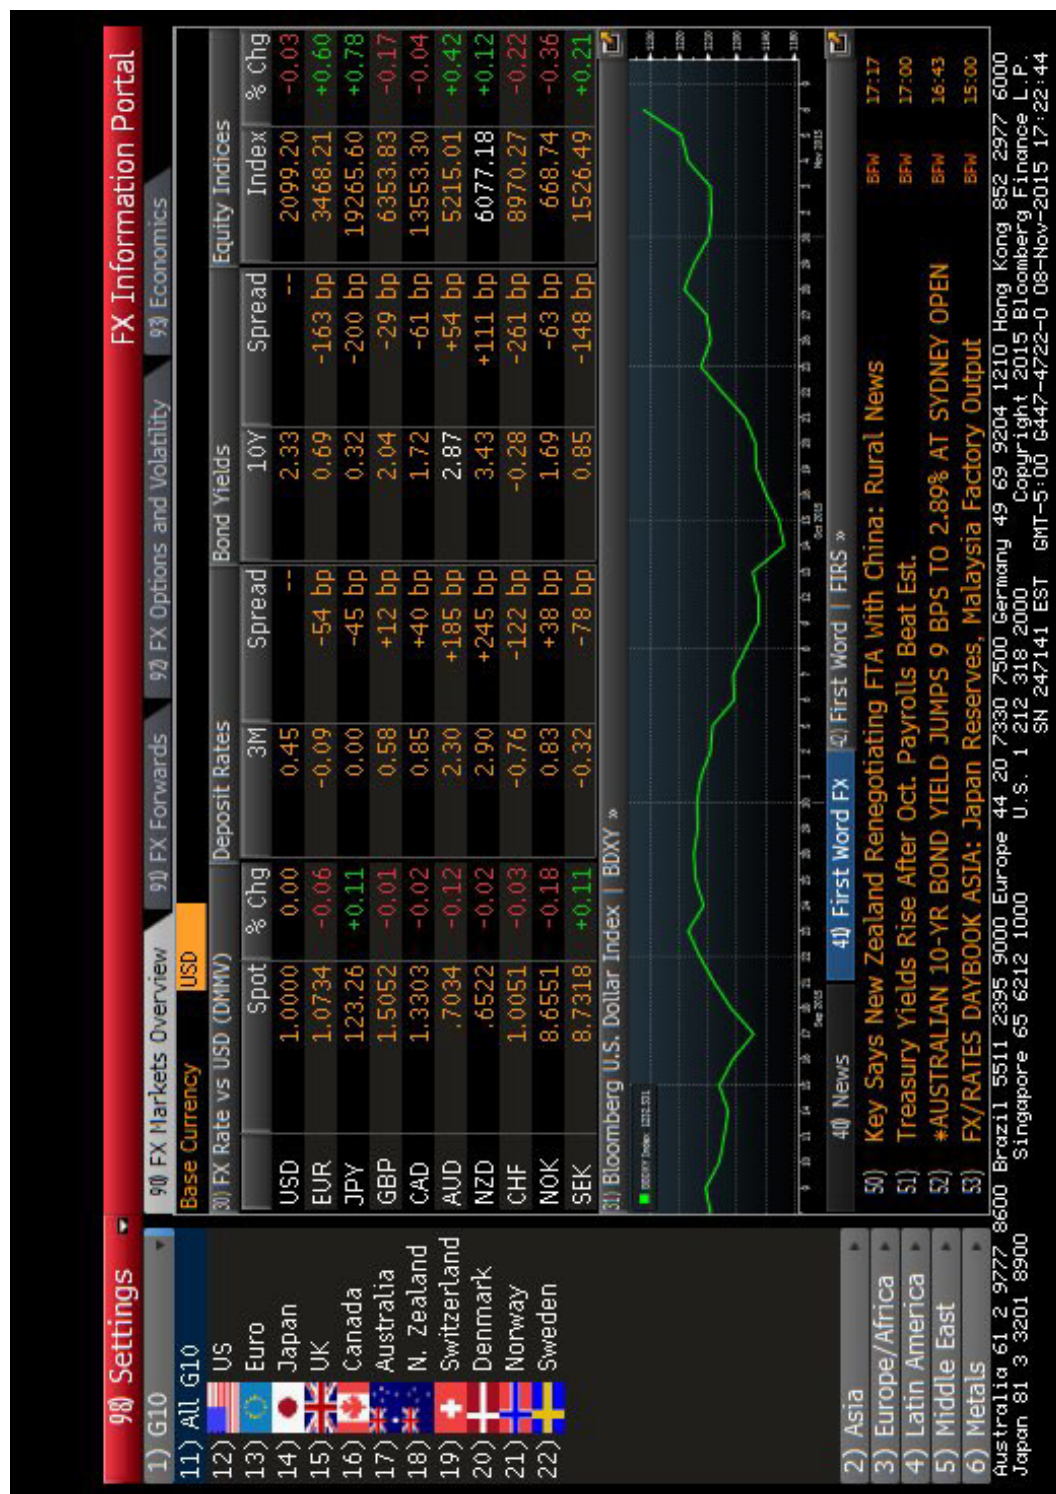 98) Settings FX Information Portal
1) G10 90) FX Markets Overview 91) FX Forwards 92) FX Options and Volatility 93) Economics
11) All G10 Base Currency USD
12) US 30) FX Rate vs USD (DMMV) Deposit Rates Bond Yields Equity Indices
13) Euro Spot % Chg 3M Spread 10Y Spread Index % Chg
14) Japan USD 1.0000 0.00 0.45 -- 2.33 -- 2099.20 -0.03
15) UK EUR 1.0734 -0.06 -0.09 -54 bp 0.69 -163 bp 3468.21 +0.60
16) Canada JPY 123.26 +0.11 0.00 -45 bp 0.32 -200 bp 19265.60 +0.78
17) Australia GBP 1.5052 -0.01 0.58 +12 bp 2.04 -29 bp 6353.83 -0.17
18) N. Zealand CAD 1.3303 -0.02 0.85 +40 bp 1.72 -61 bp 13553.30 -0.04
19) Switzerland AUD .7034 -0.12 2.30 +185 bp 2.87 +54 bp 5215.01 +0.42
20) Denmark NZD .6522 -0.02 2.90 +245 bp 3.43 +111 bp 6077.18 +0.12
21) Norway CHF 1.0051 -0.03 -0.76 -122 bp -0.28 -261 bp 8970.27 -0.22
22) Sweden NOK 8.6551 -0.18 0.83 +38 bp 1.69 -63 bp 668.74 -0.36
SEK 8.7318 +0.11 -0.32 -78 bp 0.85 -148 bp 1526.49 +0.21
31) Bloomberg U.S. Dollar Index | BDXY »
BBDXY Index 1232.531
Sep 2015 Oct 2015 Nov 2015
2) Asia 40) News 41) First Word FX 42) First Word | FIRS »
3) Europe/Africa 50) Key Says New Zealand Renegotiating FTA With China: Rural News BFW 17:17
4) Latin America 51) Treasury Yields Rise After Oct. Payrolls Beat Est. BFW 17:00
5) Middle East 52) *AUSTRALIAN 10-YR BOND YIELD JUMPS 9 BPS TO 2.89% AT SYDNEY OPEN BFW 16:43
6) Metals 53) FX/RATES DAYBOOK ASIA: Japan Reserves, Malaysia Factory Output BFW 15:00
Australia 61 2 9777 8600 Brazil 5511 2395 9000 Europe 44 20 7330 7500 Germany 49 69 9204 1210 Hong Kong 852 2977 6000
Japan 81 3 3201 8900 Singapore 65 6212 1000 U.S. 1 212 318 2000 Copyright 2015 Bloomberg Finance L.P.
SN 247141 EST GMT-5:00 G447-4722-0 08-Nov-2015 17:22:44